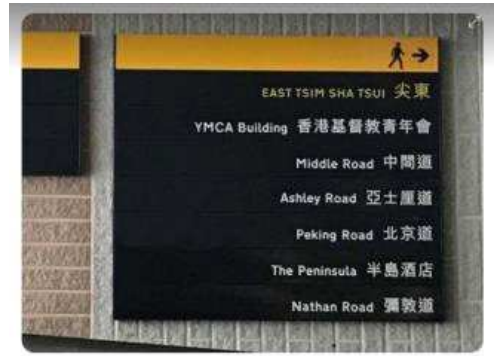 EAST TSIM SHA TSUI 尖東
YMCA Building 香港基督教青年會
Middle Road 中間道
Ashley Road 亞士厘道
Peking Road 北京道
The Peninsula 半島酒店
Nathan Road 彌敦道